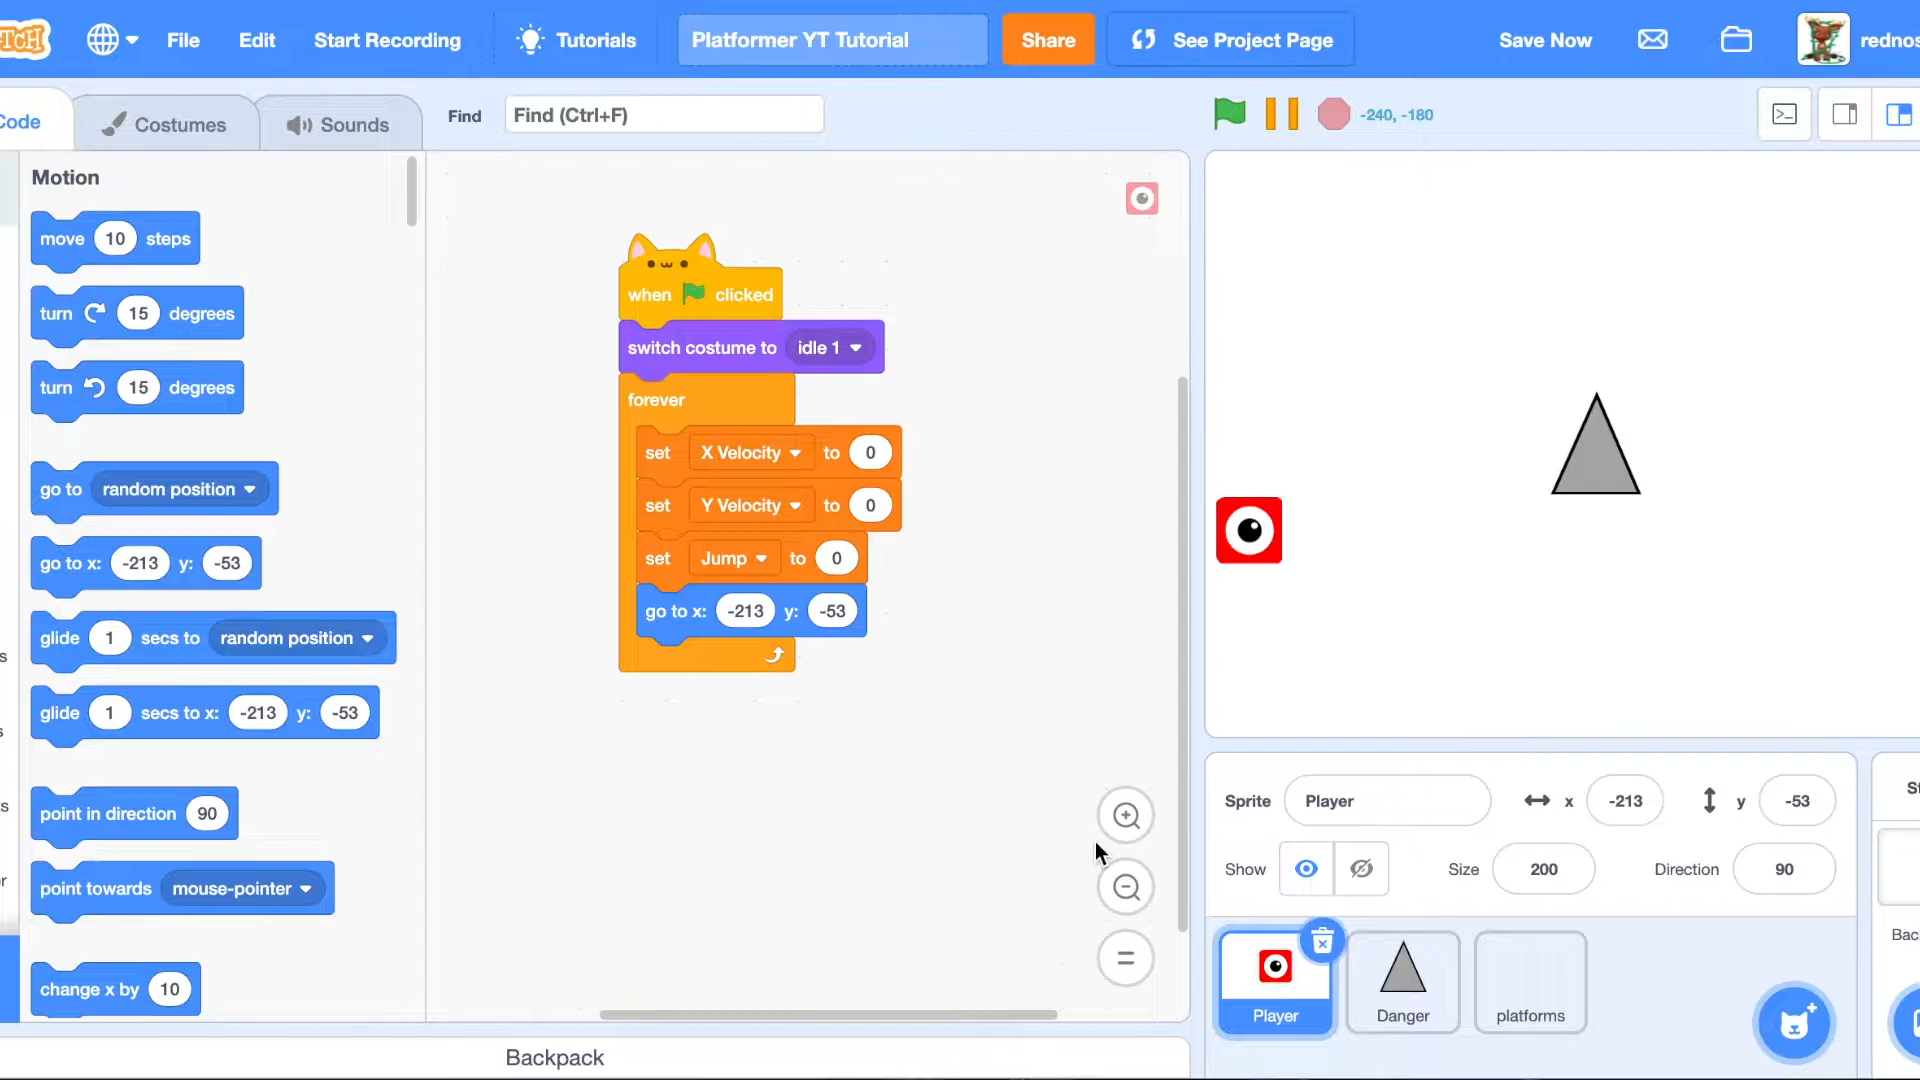 File Edit Start Recording Tutorials Platformer YT Tutorial Share See Project Page Save Now rednos
Code Costumes Sounds Find Find (Ctrl+F) -240, -180
Motion
move 10 steps
turn 15 degrees
turn 15 degrees
go to random position
go to x: -213 y: -53
glide 1 secs to random position
glide 1 secs to x: -213 y: -53
point in direction 90
point towards mouse-pointer
change x by 10
when clicked
switch costume to idle 1
forever
set X Velocity to 0
set Y Velocity to 0
set Jump to 0
go to x: -213 y: -53
Sprite Player x -213 y -53
Show Size 200 Direction 90
Player Danger platforms
Backpack